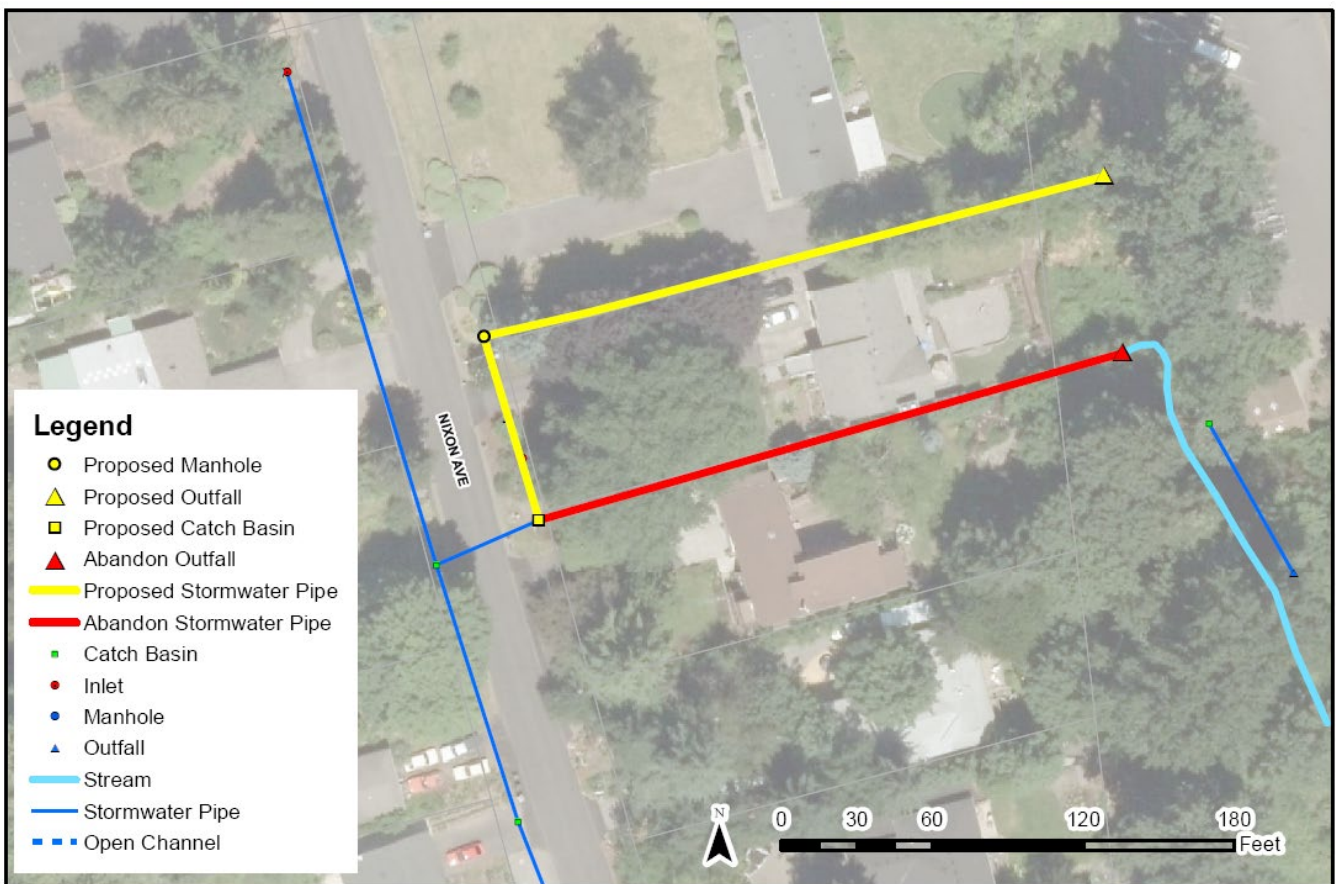 NIXON AVE
Legend
Proposed Manhole
Proposed Outfall
Proposed Catch Basin
Abandon Outfall
Proposed Stormwater Pipe
Abandon Stormwater Pipe
Catch Basin
Inlet
Manhole
Outfall
Stream
Stormwater Pipe
Open Channel
N
0 30 60 120 180
Feet